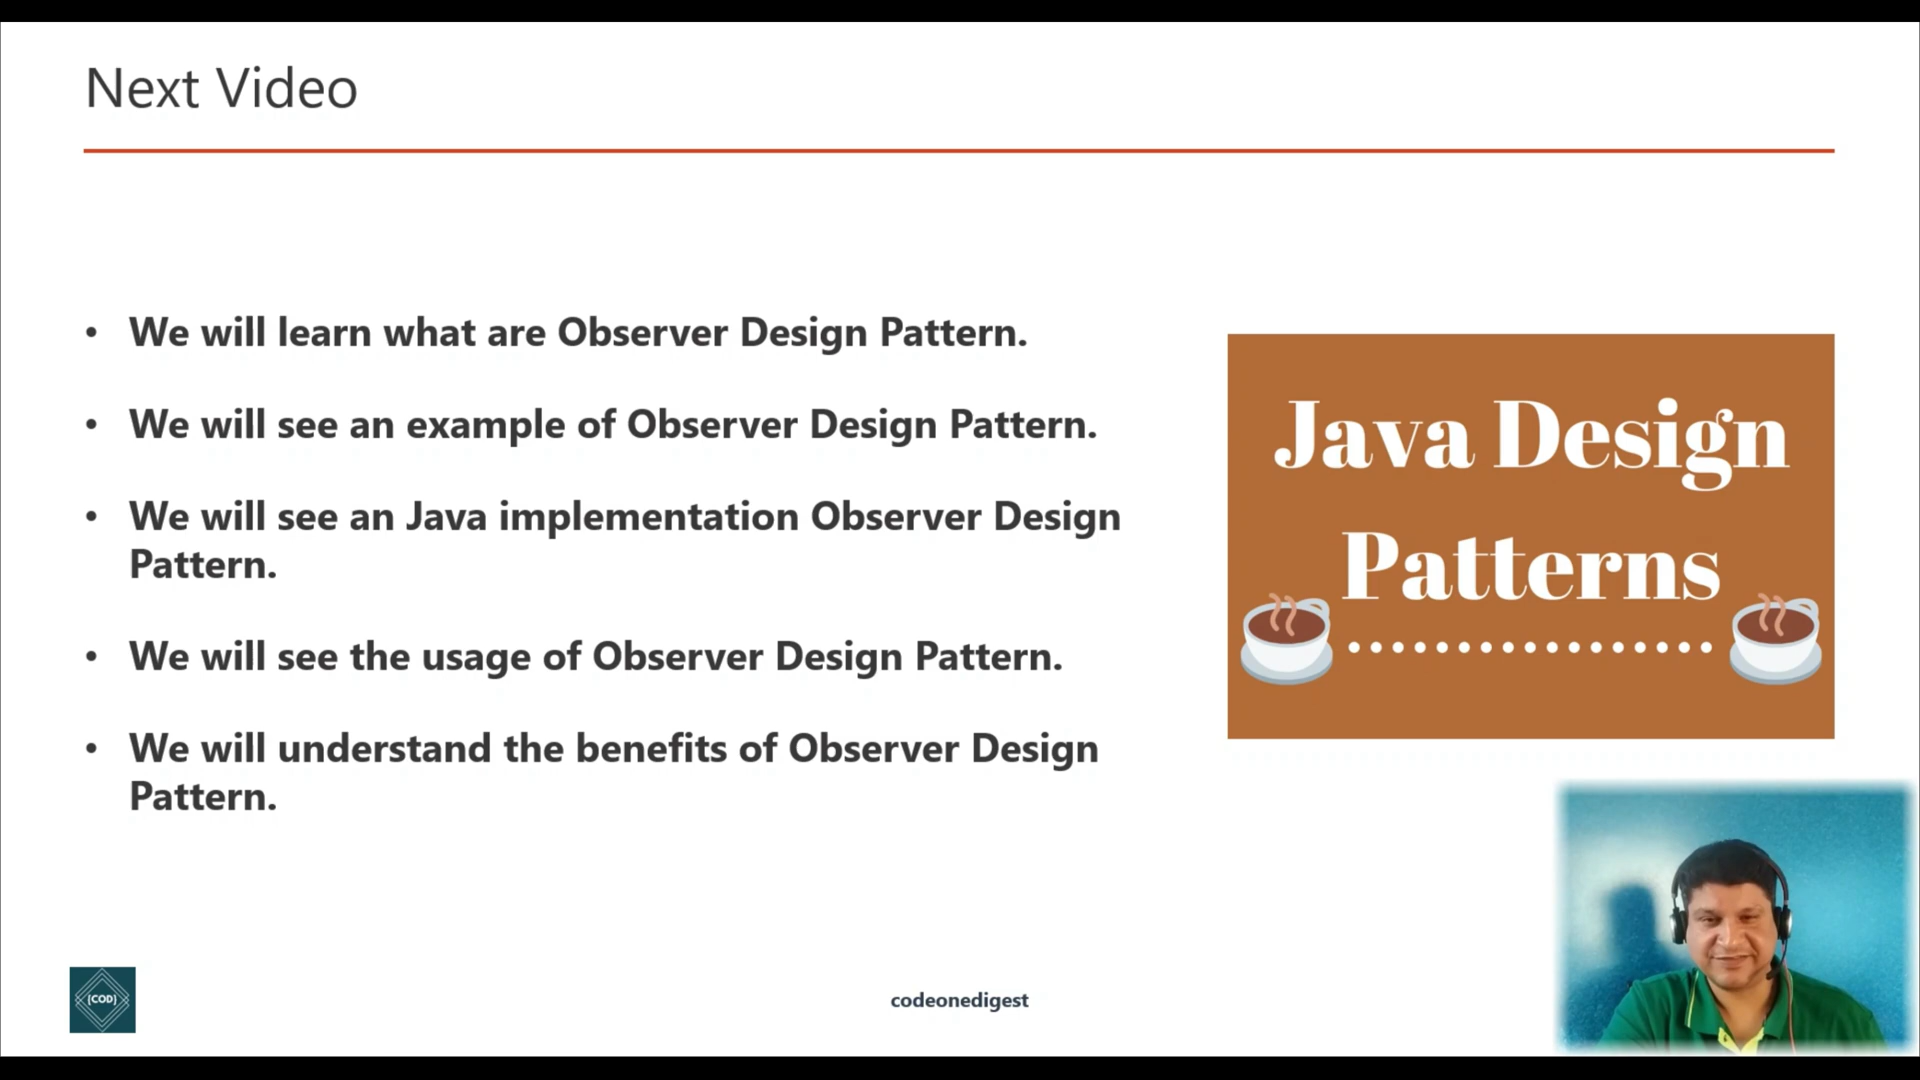 Next Video
• We will learn what are Observer Design Pattern.
• We will see an example of Observer Design Pattern.
• We will see an Java implementation Observer Design
Pattern.
• We will see the usage of Observer Design Pattern.
• We will understand the benefits of Observer Design
Pattern.
Java Design
Patterns
[COD]
codeonedigest